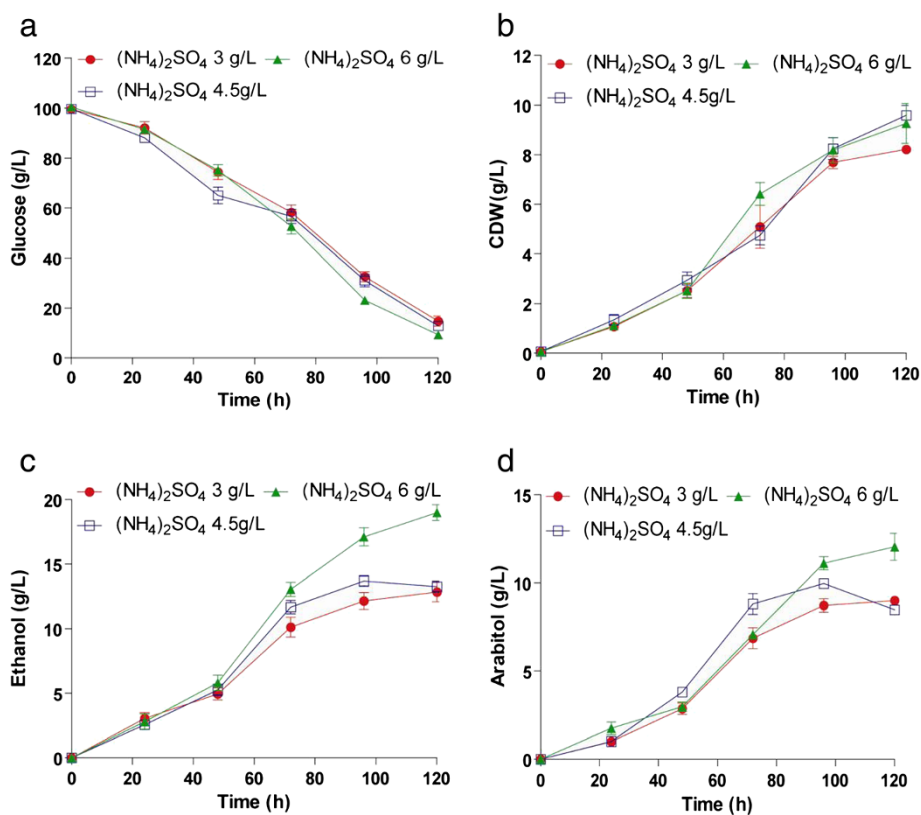 a
(NH4)2SO4 3 g/L (NH4)2SO4 6 g/L
(NH4)2SO4 4.5g/L
Glucose (g/L)
120
100
80
60
40
20
0
0 20 40 60 80 100 120
Time (h)
b
(NH4)2SO4 3 g/L (NH4)2SO4 6 g/L
(NH4)2SO4 4.5g/L
CDW(g/L)
12
10
8
6
4
2
0
0 20 40 60 80 100 120
Time (h)
c
(NH4)2SO4 3 g/L (NH4)2SO4 6 g/L
(NH4)2SO4 4.5g/L
Ethanol (g/L)
20
15
10
5
0
0 20 40 60 80 100 120
Time (h)
d
(NH4)2SO4 3 g/L (NH4)2SO4 6 g/L
(NH4)2SO4 4.5g/L
Arabitol (g/L)
15
10
5
0
0 20 40 60 80 100 120
Time (h)